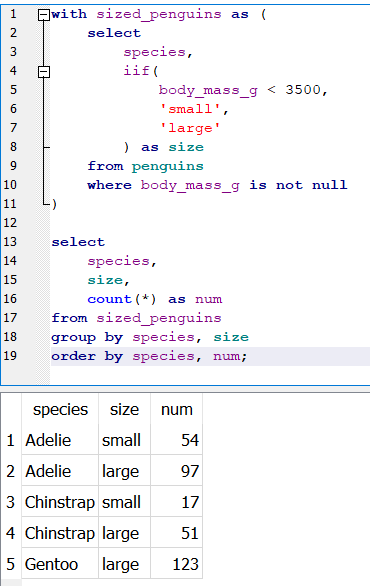 1 with sized_penguins as (
2 select
3 species,
4 iif(
5 body_mass_g < 3500,
6 'small',
7 'large'
8 ) as size
9 from penguins
10 where body_mass_g is not null
11 )
12
13 select
14 species,
15 size,
16 count(*) as num
17 from sized_penguins
18 group by species, size
19 order by species, num;
species size num
1 Adelie small 54
2 Adelie large 97
3 Chinstrap small 17
4 Chinstrap large 51
5 Gentoo large 123